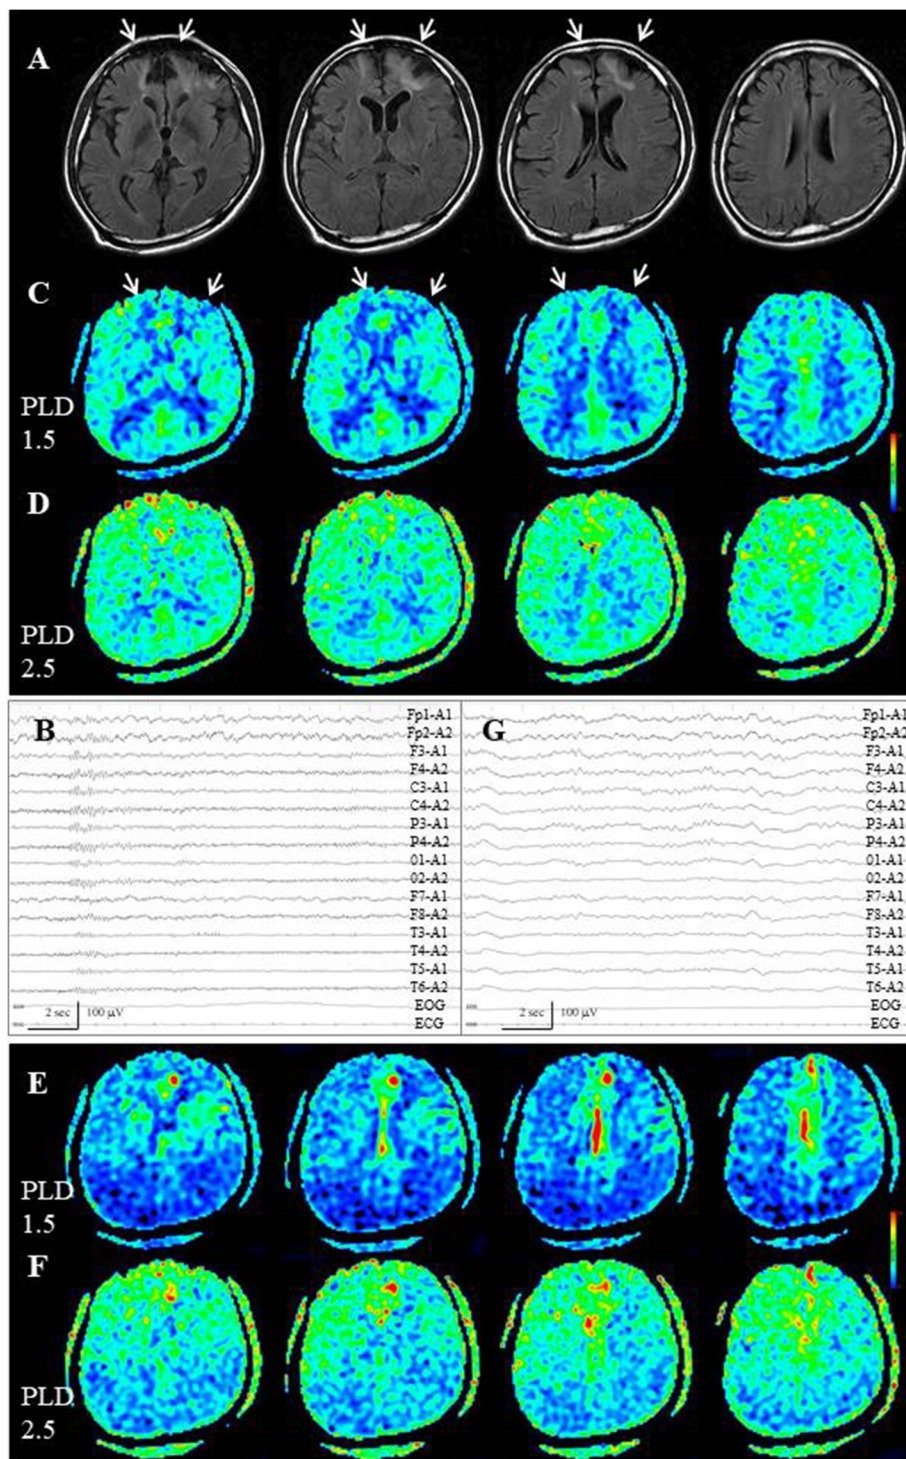 A
C
PLD
1.5
D
PLD
2.5
B
Fp1-A1
Fp2-A2
F3-A1
F4-A2
C3-A1
C4-A2
P3-A1
P4-A2
01-A1
02-A2
F7-A1
F8-A2
T3-A1
T4-A2
T5-A1
T6-A2
EOG
ECG
2 sec 100 μV
G
Fp1-A1
Fp2-A2
F3-A1
F4-A2
C3-A1
C4-A2
P3-A1
P4-A2
01-A1
02-A2
F7-A1
F8-A2
T3-A1
T4-A2
T5-A1
T6-A2
EOG
ECG
2 sec 100 μV
E
PLD
1.5
F
PLD
2.5